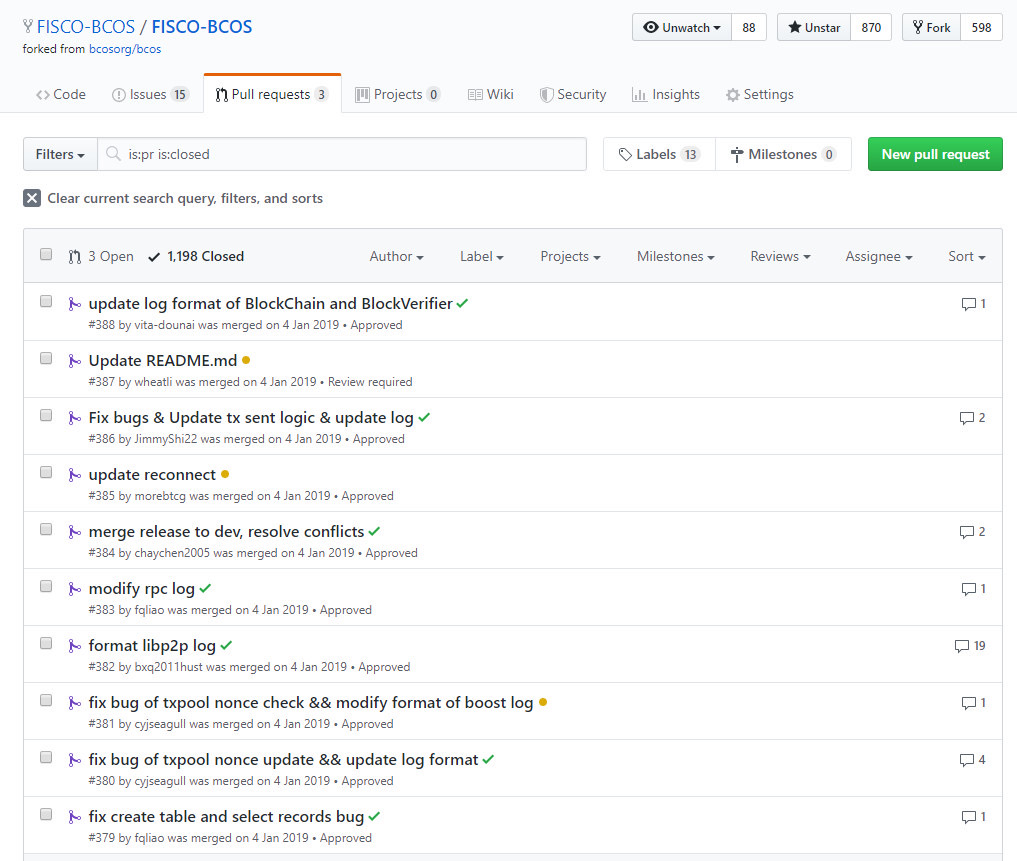 FISCO-BCOS / FISCO-BCOS
Unwatch 88
Unstar 870
Fork 598
forked from bcosorg/bcos
Code
Issues 15
Pull requests 3
Projects 0
Wiki
Security
Insights
Settings
Filters
is:pr is:closed
Labels 13
Milestones 0
New pull request
Clear current search query, filters, and sorts
3 Open
1,198 Closed
Author
Label
Projects
Milestones
Reviews
Assignee
Sort
update log format of BlockChain and BlockVerifier
1
#388 by vita-dounai was merged on 4 Jan 2019 • Approved
Update README.md
#387 by wheatli was merged on 4 Jan 2019 • Review required
Fix bugs & Update tx sent logic & update log
2
#386 by JimmyShi22 was merged on 4 Jan 2019 • Approved
update reconnect
#385 by morebtcg was merged on 4 Jan 2019 • Approved
merge release to dev, resolve conflicts
2
#384 by chaychen2005 was merged on 4 Jan 2019 • Approved
modify rpc log
1
#383 by fqliao was merged on 4 Jan 2019 • Approved
format libp2p log
19
#382 by bxq2011hust was merged on 4 Jan 2019 • Approved
fix bug of txpool nonce check && modify format of boost log
1
#381 by cyjseagull was merged on 4 Jan 2019 • Approved
fix bug of txpool nonce update && update log format
4
#380 by cyjseagull was merged on 4 Jan 2019 • Approved
fix create table and select records bug
1
#379 by fqliao was merged on 4 Jan 2019 • Approved